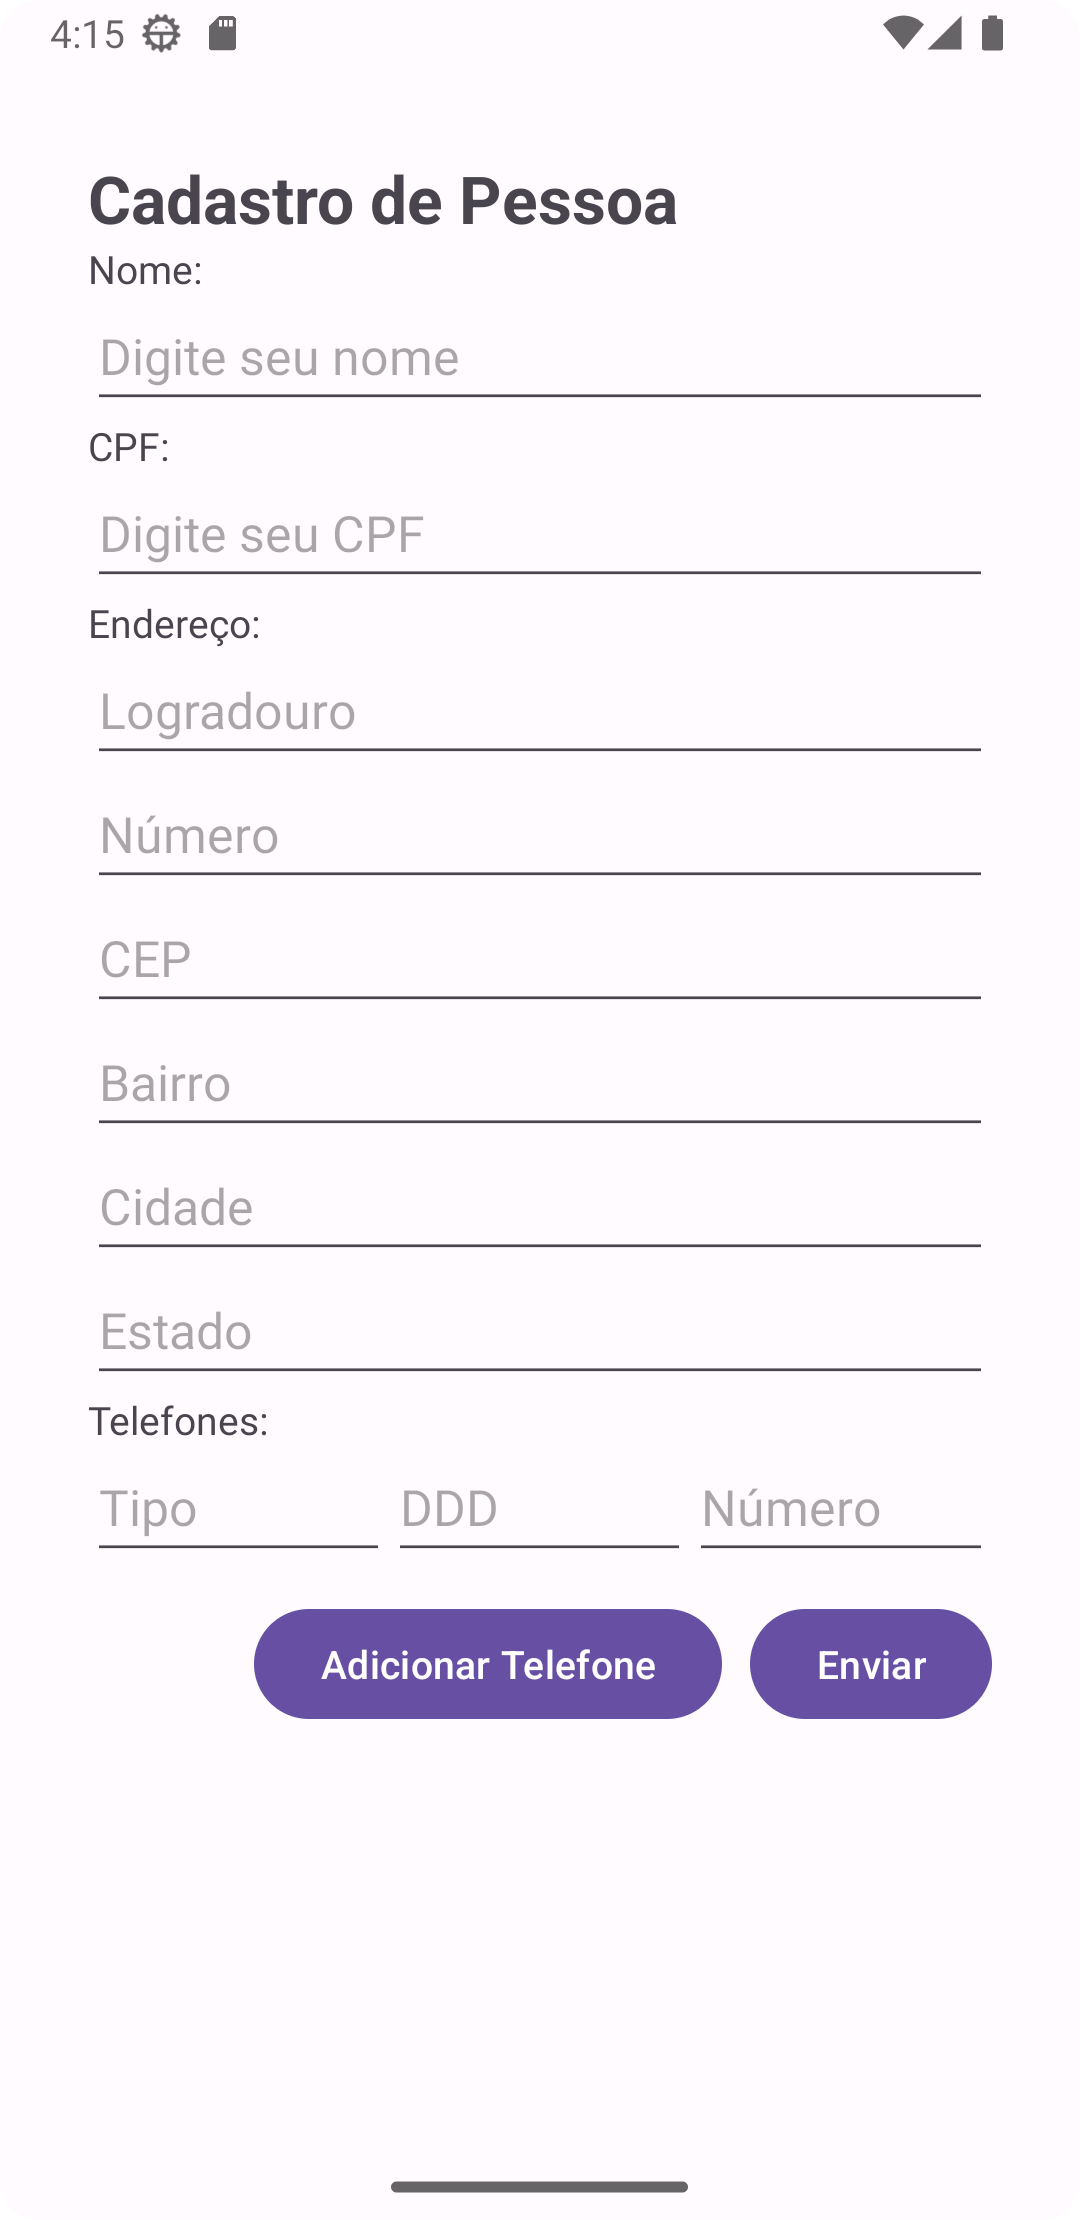 4:15
Cadastro de Pessoa
Nome:
Digite seu nome
CPF:
Digite seu CPF
Endereço:
Logradouro
Número
CEP
Bairro
Cidade
Estado
Telefones:
Tipo DDD Número
Adicionar Telefone Enviar